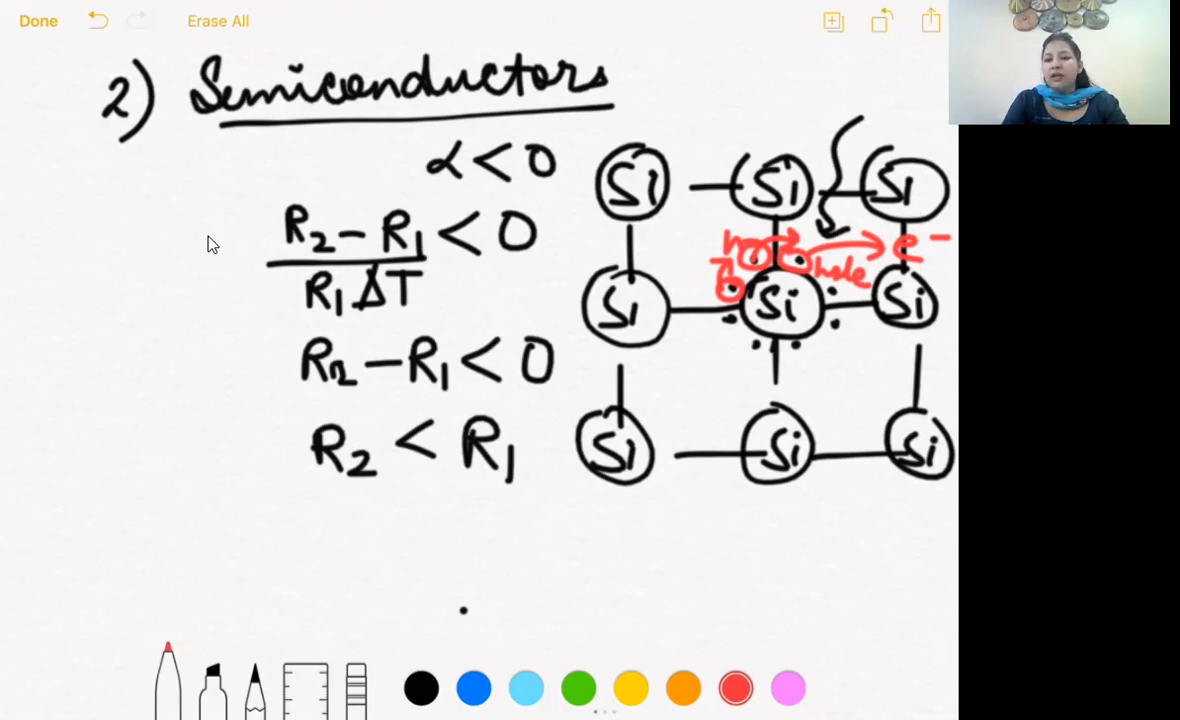 Done
Erase All
2) Semiconductors
α < 0
R2 - R1 < 0
R1 ΔT
R2 - R1 < 0
R2 < R1
Si Si Si
hole e-
Si Si Si
Si Si Si